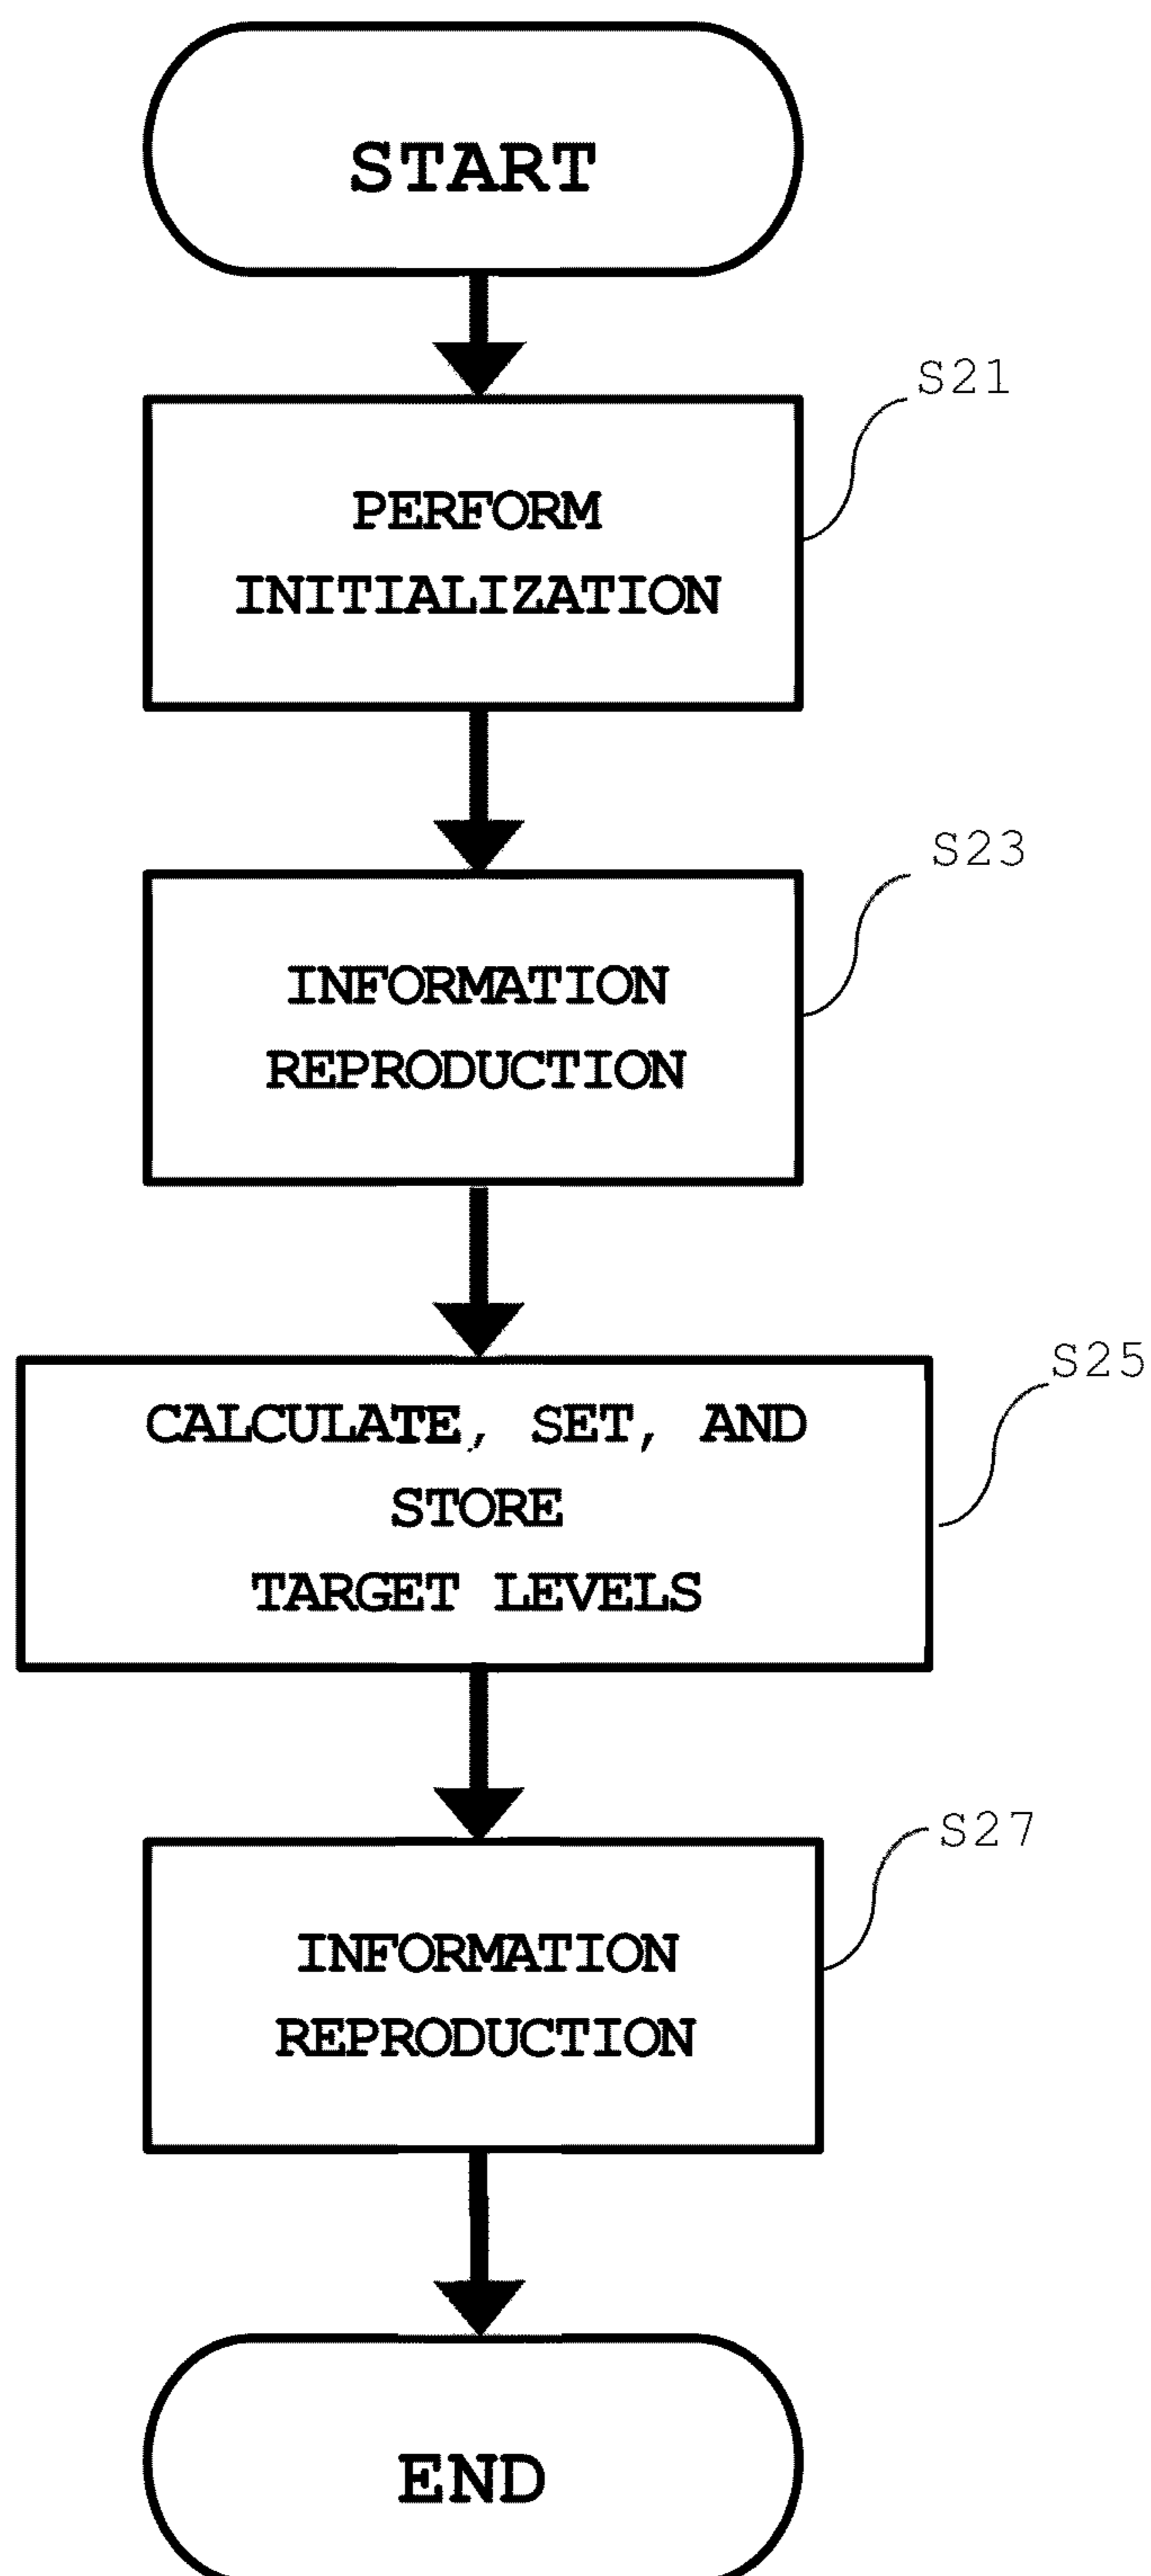 START
S21
PERFORM
INITIALIZATION
S23
INFORMATION
REPRODUCTION
S25
CALCULATE, SET, AND
STORE
TARGET LEVELS
S27
INFORMATION
REPRODUCTION
END